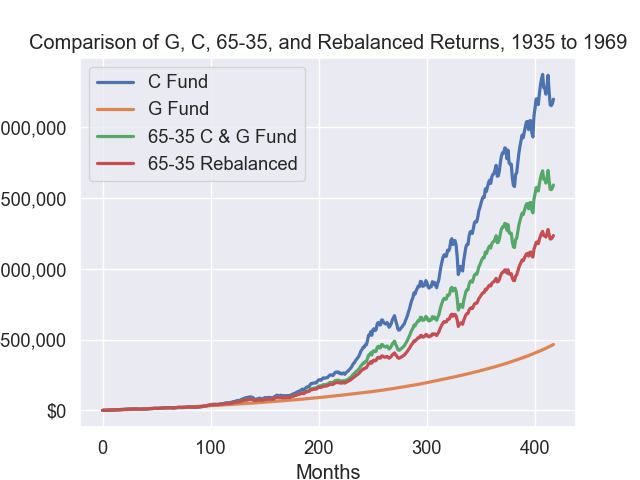 Comparison of G, C, 65-35, and Rebalanced Returns, 1935 to 1969
C Fund
G Fund
65-35 C & G Fund
65-35 Rebalanced
000,000
500,000
000,000
500,000
$0
0 100 200 300 400
Months